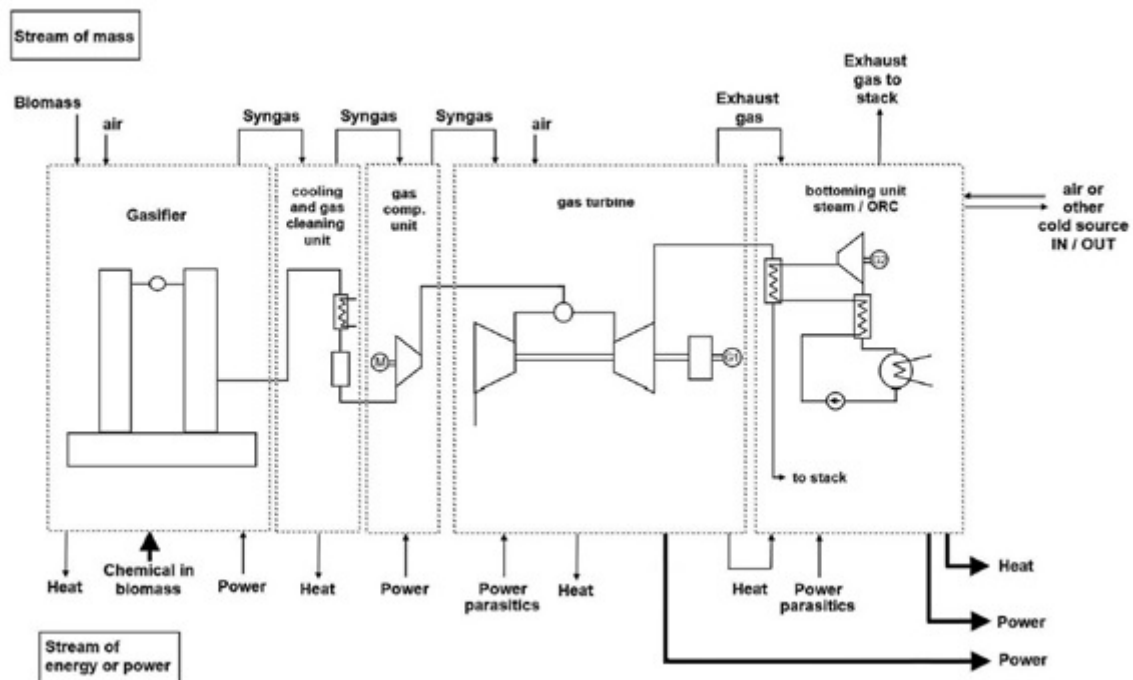 Stream of mass
Exhaust
gas to
stack
Biomass
air
Syngas
Syngas
Syngas
air
Exhaust
gas
Gasifier
cooling
and gas
cleaning
unit
gas
comp.
unit
gas turbine
bottoming unit
steam / ORC
air or
other
cold source
IN / OUT
G2
M
G1
to stack
Heat
Chemical in
biomass
Power
Heat
Power
Power
parasitics
Heat
Heat
Power
parasitics
Heat
Power
Power
Stream of
energy or power